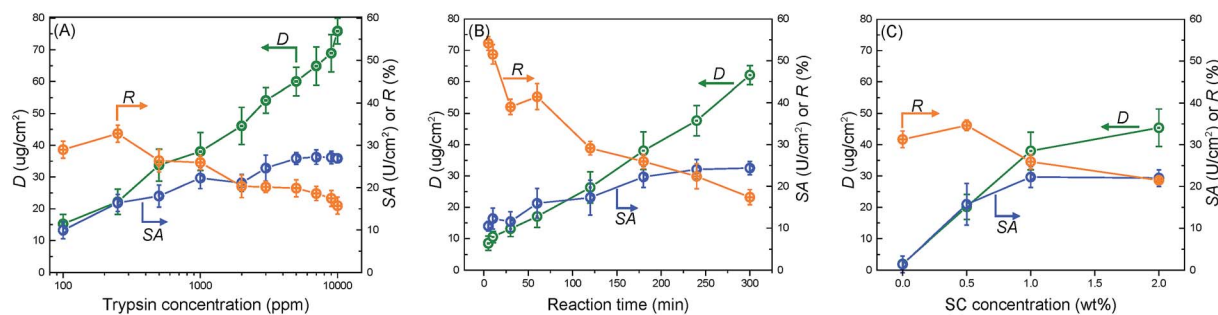 (A)
D
R
SA
80
70
60
50
40
30
20
10
0
60
50
40
30
20
10
0
D (ug/cm²)
SA (U/cm²) or R (%)
100
1000
10000
Trypsin concentration (ppm)
(B)
R
D
SA
80
70
60
50
40
30
20
10
0
60
50
40
30
20
10
0
D (ug/cm²)
SA (U/cm²) or R (%)
0 50 100 150 200 250 300
Reaction time (min)
(C)
R
D
SA
80
70
60
50
40
30
20
10
0
60
50
40
30
20
10
0
D (ug/cm²)
SA (U/cm²) or R (%)
0.0 0.5 1.0 1.5 2.0
SC concentration (wt%)